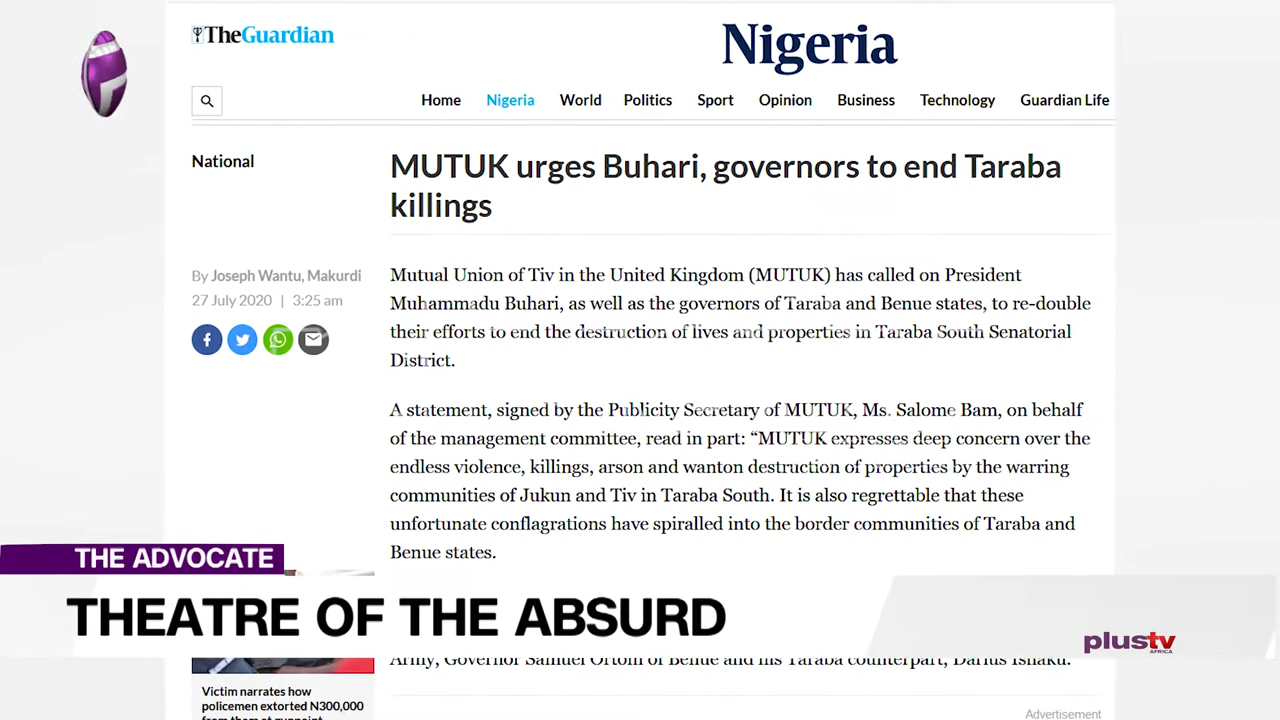 TheGuardian
Nigeria
Home Nigeria World Politics Sport Opinion Business Technology Guardian Life
National
MUTUK urges Buhari, governors to end Taraba
killings
By Joseph Wantu, Makurdi
27 July 2020 | 3:25 am
Mutual Union of Tiv in the United Kingdom (MUTUK) has called on President
Muhammadu Buhari, as well as the governors of Taraba and Benue states, to re-double
their efforts to end the destruction of lives and properties in Taraba South Senatorial
District.
A statement, signed by the Publicity Secretary of MUTUK, Ms. Salome Bam, on behalf
of the management committee, read in part: “MUTUK expresses deep concern over the
endless violence, killings, arson and wanton destruction of properties by the warring
communities of Jukun and Tiv in Taraba South. It is also regrettable that these
unfortunate conflagrations have spiralled into the border communities of Taraba and
Benue states.
THE ADVOCATE
THEATRE OF THE ABSURD
plustv
AFRICA
Army, Governor Samuel Ortom of Benue and his Taraba counterpart, Darius Ishaku.
Victim narrates how
policemen extorted N300,000
from them at gunpoint
Advertisement